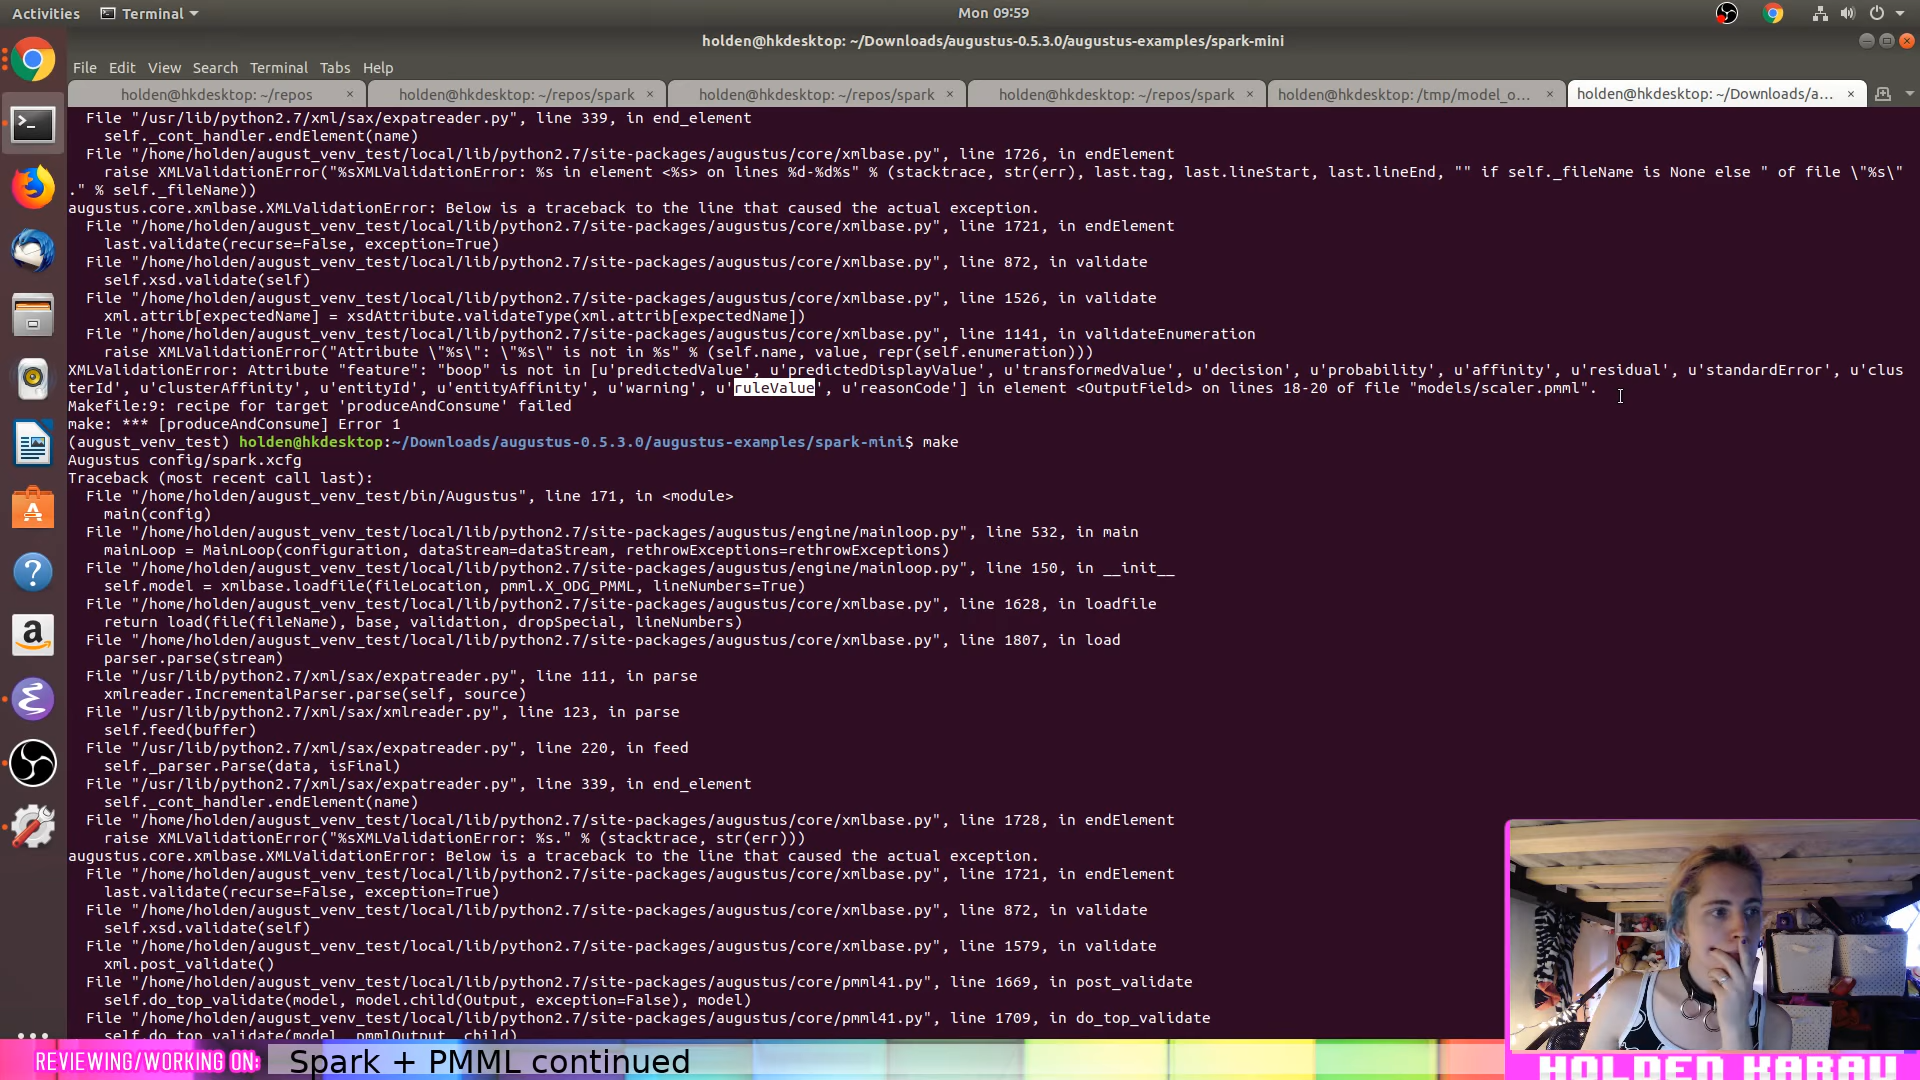 Activities Terminal Mon 09:59
holden@hkdesktop: ~/Downloads/augustus-0.5.3.0/augustus-examples/spark-mini
File Edit View Search Terminal Tabs Help
holden@hkdesktop: ~/repos × holden@hkdesktop: ~/repos/spark × holden@hkdesktop: ~/repos/spark × holden@hkdesktop: ~/repos/spark × holden@hkdesktop: /tmp/model_o... × holden@hkdesktop: ~/Downloads/a... ×
File "/usr/lib/python2.7/xml/sax/expatreader.py", line 339, in end_element
self._cont_handler.endElement(name)
File "/home/holden/august_venv_test/local/lib/python2.7/site-packages/augustus/core/xmlbase.py", line 1726, in endElement
raise XMLValidationError("%sXMLValidationError: %s in element <%s> on lines %d-%d%s" % (stacktrace, str(err), last.tag, last.lineStart, last.lineEnd, "" if self._fileName is None else " of file \"%s\"
." % self._fileName))
augustus.core.xmlbase.XMLValidationError: Below is a traceback to the line that caused the actual exception.
File "/home/holden/august_venv_test/local/lib/python2.7/site-packages/augustus/core/xmlbase.py", line 1721, in endElement
last.validate(recurse=False, exception=True)
File "/home/holden/august_venv_test/local/lib/python2.7/site-packages/augustus/core/xmlbase.py", line 872, in validate
self.xsd.validate(self)
File "/home/holden/august_venv_test/local/lib/python2.7/site-packages/augustus/core/xmlbase.py", line 1526, in validate
xml.attrib[expectedName] = xsdAttribute.validateType(xml.attrib[expectedName])
File "/home/holden/august_venv_test/local/lib/python2.7/site-packages/augustus/core/xmlbase.py", line 1141, in validateEnumeration
raise XMLValidationError("Attribute \"%s\": \"%s\" is not in %s" % (self.name, value, repr(self.enumeration)))
XMLValidationError: Attribute "feature": "boop" is not in [u'predictedValue', u'predictedDisplayValue', u'transformedValue', u'decision', u'probability', u'affinity', u'residual', u'standardError', u'clus
terId', u'clusterAffinity', u'entityId', u'entityAffinity', u'warning', u'ruleValue', u'reasonCode'] in element <OutputField> on lines 18-20 of file "models/scaler.pmml".
Makefile:9: recipe for target 'produceAndConsume' failed
make: *** [produceAndConsume] Error 1
(august_venv_test) holden@hkdesktop:~/Downloads/augustus-0.5.3.0/augustus-examples/spark-mini$ make
Augustus config/spark.xcfg
Traceback (most recent call last):
File "/home/holden/august_venv_test/bin/Augustus", line 171, in <module>
main(config)
File "/home/holden/august_venv_test/local/lib/python2.7/site-packages/augustus/engine/mainloop.py", line 532, in main
mainLoop = MainLoop(configuration, dataStream=dataStream, rethrowExceptions=rethrowExceptions)
File "/home/holden/august_venv_test/local/lib/python2.7/site-packages/augustus/engine/mainloop.py", line 150, in __init__
self.model = xmlbase.loadfile(fileLocation, pmml.X_ODG_PMML, lineNumbers=True)
File "/home/holden/august_venv_test/local/lib/python2.7/site-packages/augustus/core/xmlbase.py", line 1628, in loadfile
return load(file(fileName), base, validation, dropSpecial, lineNumbers)
File "/home/holden/august_venv_test/local/lib/python2.7/site-packages/augustus/core/xmlbase.py", line 1807, in load
parser.parse(stream)
File "/usr/lib/python2.7/xml/sax/expatreader.py", line 111, in parse
xmlreader.IncrementalParser.parse(self, source)
File "/usr/lib/python2.7/xml/sax/xmlreader.py", line 123, in parse
self.feed(buffer)
File "/usr/lib/python2.7/xml/sax/expatreader.py", line 220, in feed
self._parser.Parse(data, isFinal)
File "/usr/lib/python2.7/xml/sax/expatreader.py", line 339, in end_element
self._cont_handler.endElement(name)
File "/home/holden/august_venv_test/local/lib/python2.7/site-packages/augustus/core/xmlbase.py", line 1728, in endElement
raise XMLValidationError("%sXMLValidationError: %s." % (stacktrace, str(err)))
augustus.core.xmlbase.XMLValidationError: Below is a traceback to the line that caused the actual exception.
File "/home/holden/august_venv_test/local/lib/python2.7/site-packages/augustus/core/xmlbase.py", line 1721, in endElement
last.validate(recurse=False, exception=True)
File "/home/holden/august_venv_test/local/lib/python2.7/site-packages/augustus/core/xmlbase.py", line 872, in validate
self.xsd.validate(self)
File "/home/holden/august_venv_test/local/lib/python2.7/site-packages/augustus/core/xmlbase.py", line 1579, in validate
xml.post_validate()
File "/home/holden/august_venv_test/local/lib/python2.7/site-packages/augustus/core/pmml41.py", line 1669, in post_validate
self.do_top_validate(model, model.child(Output, exception=False), model)
File "/home/holden/august_venv_test/local/lib/python2.7/site-packages/augustus/core/pmml41.py", line 1709, in do_top_validate
self.do_top_validate(model, pmmlOutput, child)
REVIEWING/WORKING ON: Spark + PMML continued
HOLDEN KARAU